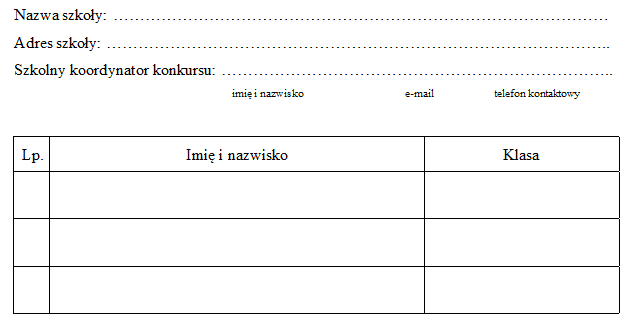 Nazwa szkoły: ……………………………………………………………………………………
Adres szkoły: …………………………………………………………………………………..
Szkolny koordynator konkursu: …………………………………………………………………..
imię i nazwisko e-mail telefon kontaktowy
Lp. Imię i nazwisko Klasa